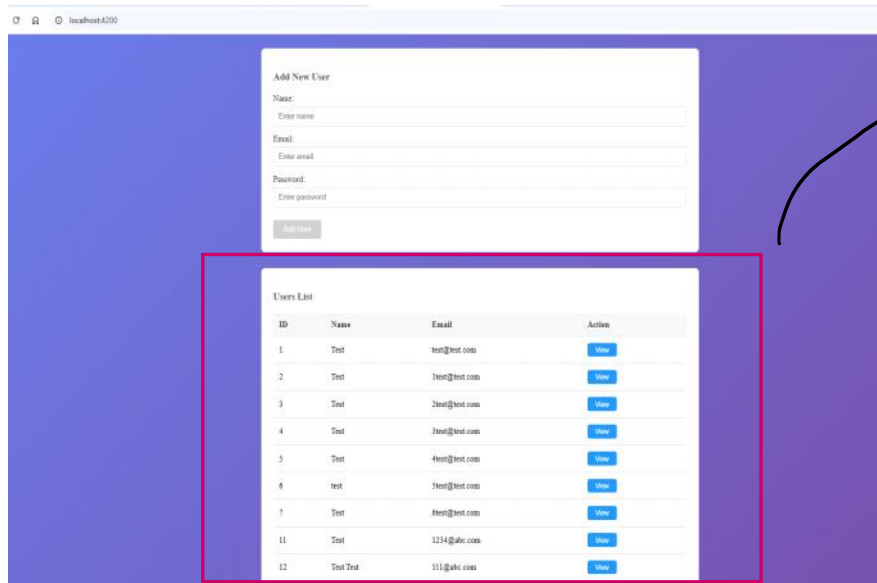 localhost:4200
Add New User
Name:
Enter name
Email:
Enter email
Password:
Enter password
Add User
Users List
ID Name Email Action
1 Test test@test.com View
2 Test 1test@test.com View
3 Test 2test@test.com View
4 Test 3test@test.com View
5 Test 4test@test.com View
6 test 5test@test.com View
7 Test 6test@test.com View
11 Test 1234@abc.com View
12 Test Test 111@abc.com View